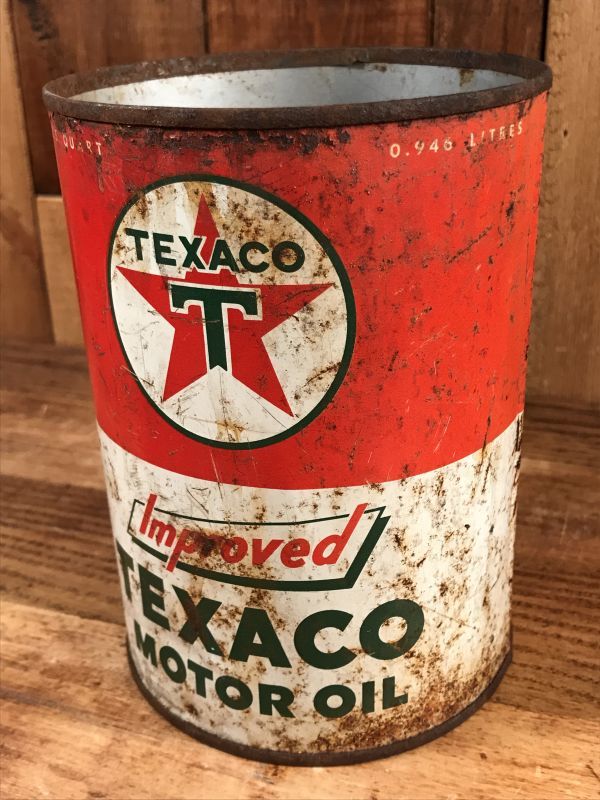 QUART
0.946 LITRES
TEXACO
T
Improved
TEXACO
MOTOR OIL